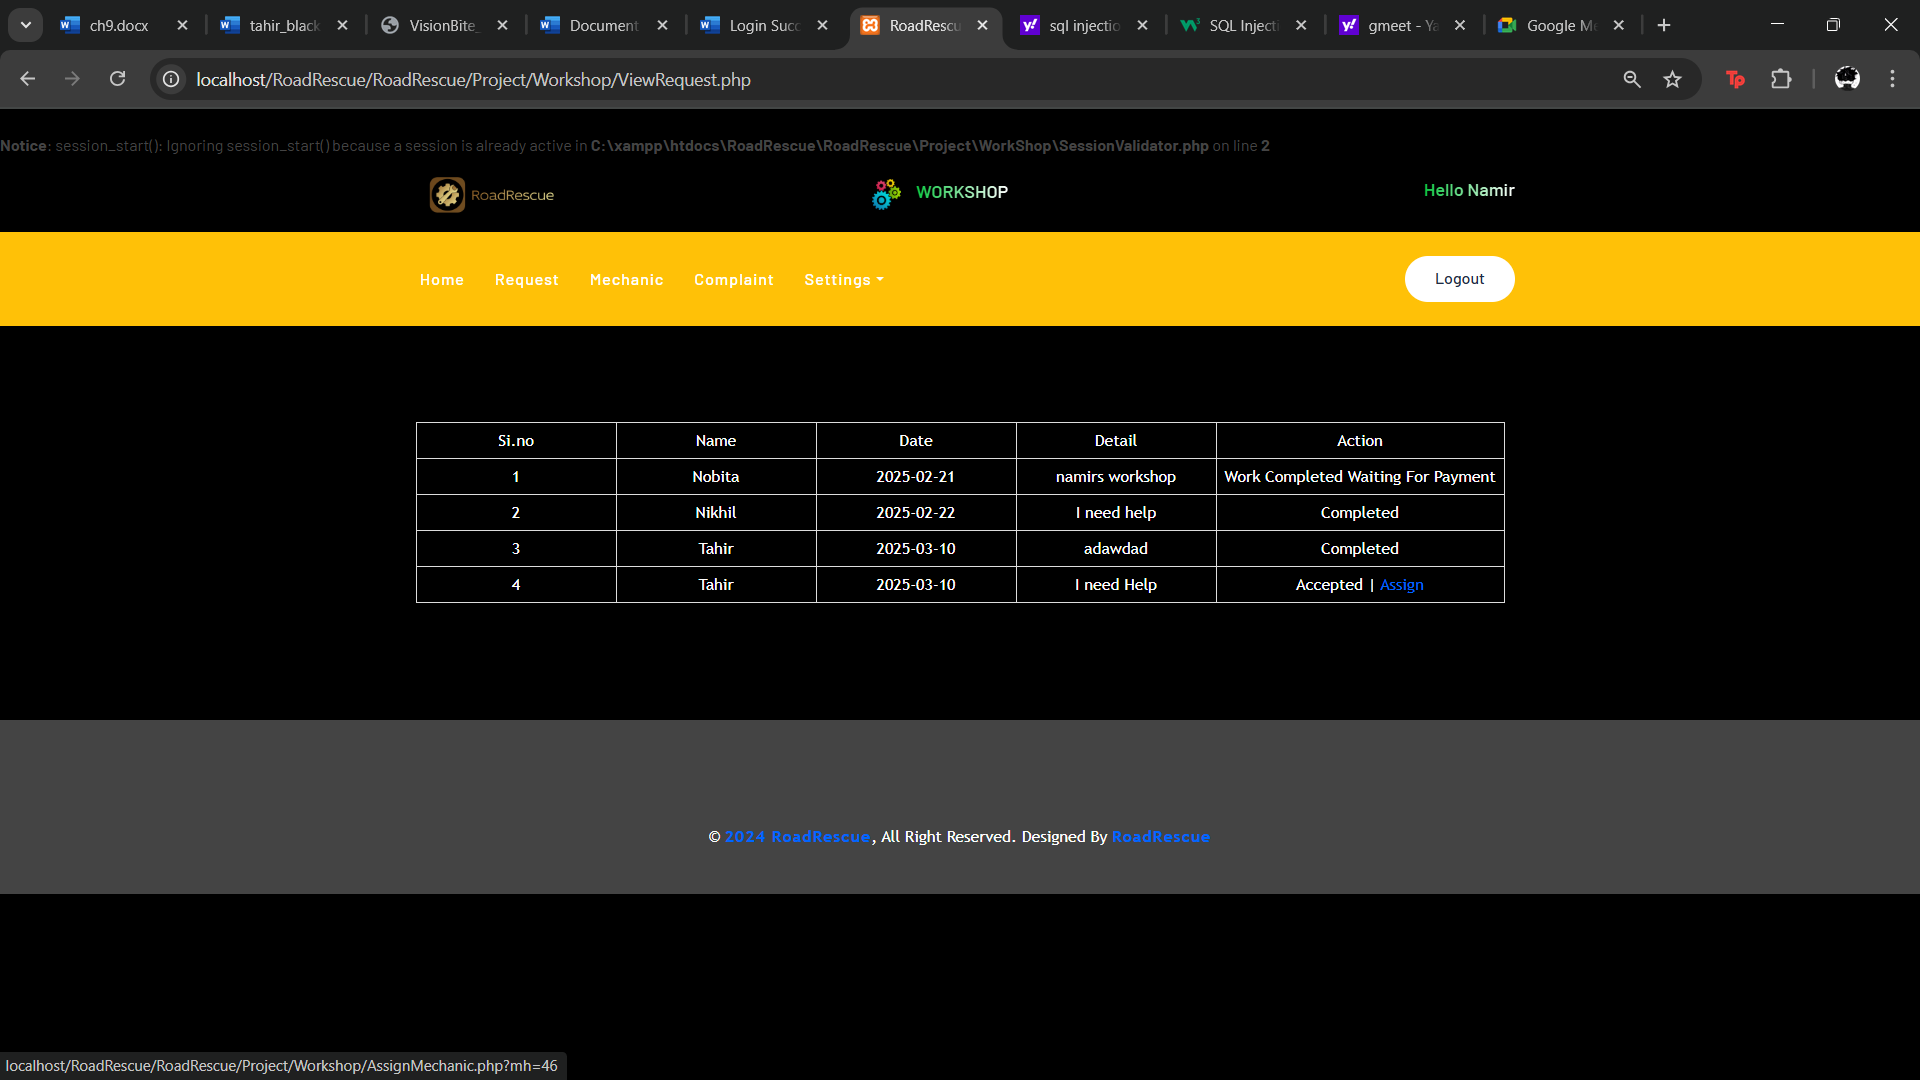 ch9.docx
tahir_black
VisionBite_
Document
Login Succ
RoadRescu
sql injectio
SQL Injecti
gmeet - Ya
Google Me
localhost/RoadRescue/RoadRescue/Project/Workshop/ViewRequest.php
Tp
Notice: session_start(): Ignoring session_start() because a session is already active in C:\xampp\htdocs\RoadRescue\RoadRescue\Project\WorkShop\SessionValidator.php on line 2
RoadRescue
WORKSHOP
Hello Namir
Home Request Mechanic Complaint Settings
Logout
Si.no Name Date Detail Action
1 Nobita 2025-02-21 namirs workshop Work Completed Waiting For Payment
2 Nikhil 2025-02-22 I need help Completed
3 Tahir 2025-03-10 adawdad Completed
4 Tahir 2025-03-10 I need Help Accepted | Assign
© 2024 RoadRescue, All Right Reserved. Designed By RoadRescue
localhost/RoadRescue/RoadRescue/Project/Workshop/AssignMechanic.php?mh=46